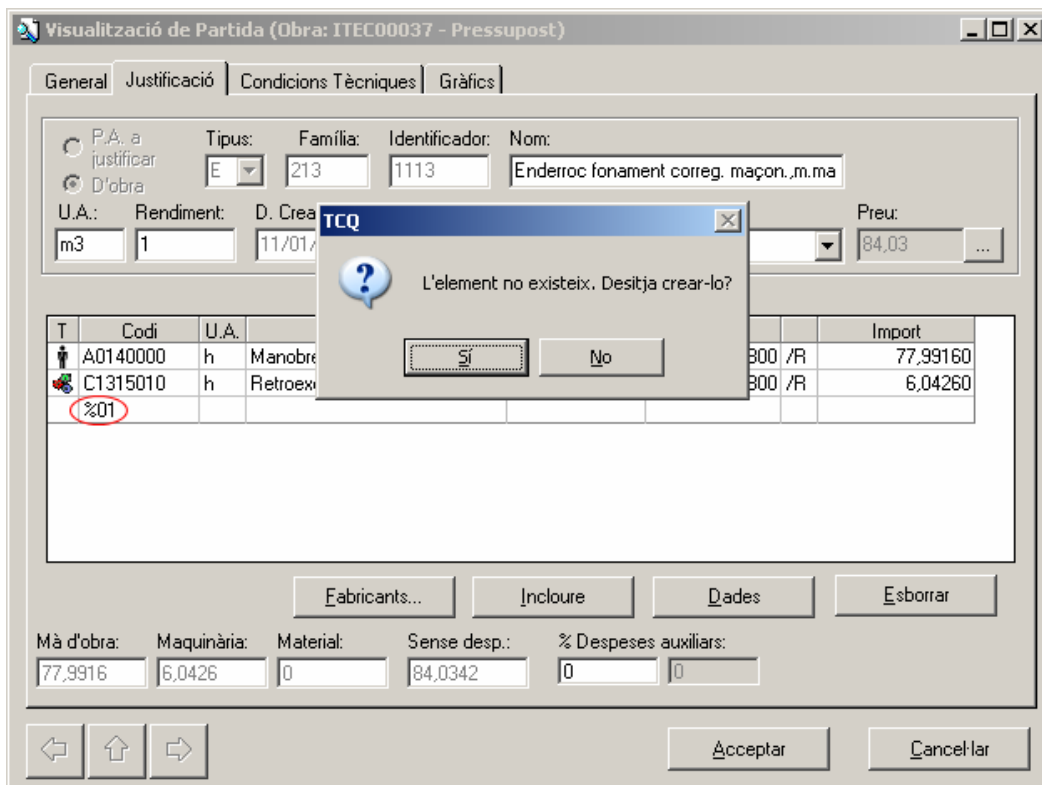 Visualització de Partida (Obra: ITEC00037 - Pressupost)
General Justificació Condicions Tècniques Gràfics
P.A. a justificar
D'obra
Tipus: Família: Identificador: Nom:
E 213 1113 Enderroc fonament correg. maçon.,m.ma
U.A.: Rendiment: D. Crea Preu:
m3 1 11/01/ 84,03 ...
TCQ
L'element no existeix. Desitja crear-lo?
Sí No
T Codi U.A. Import
A0140000 h Manobre 300 /R 77,99160
C1315010 h Retroexc 300 /R 6,04260
%01
Fabricants... Incloure Dades Esborrar
Mà d'obra: Maquinària: Material: Sense desp.: % Despeses auxiliars:
77,9916 6,0426 0 84,0342 0 0
Acceptar Cancel·lar